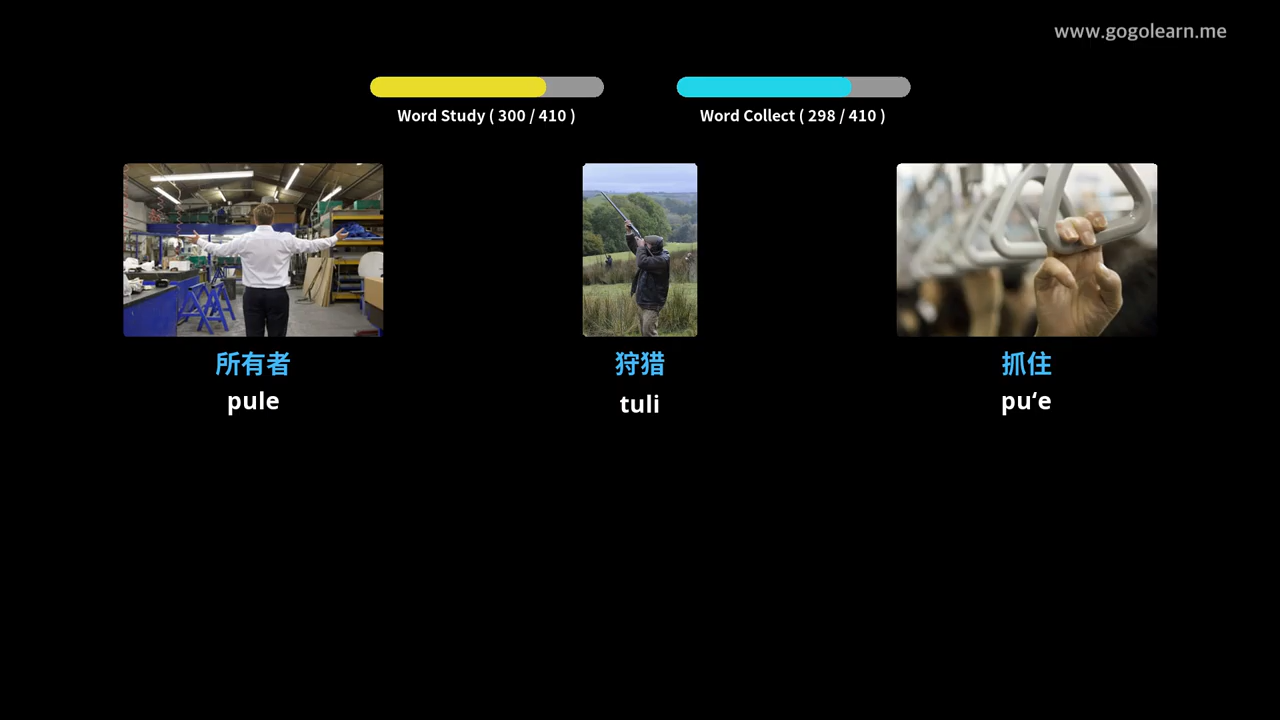 www.gogolearn.me
Word Study ( 300 / 410 )
Word Collect ( 298 / 410 )
所有者
pule
狩猎
tuli
抓住
pu‘e